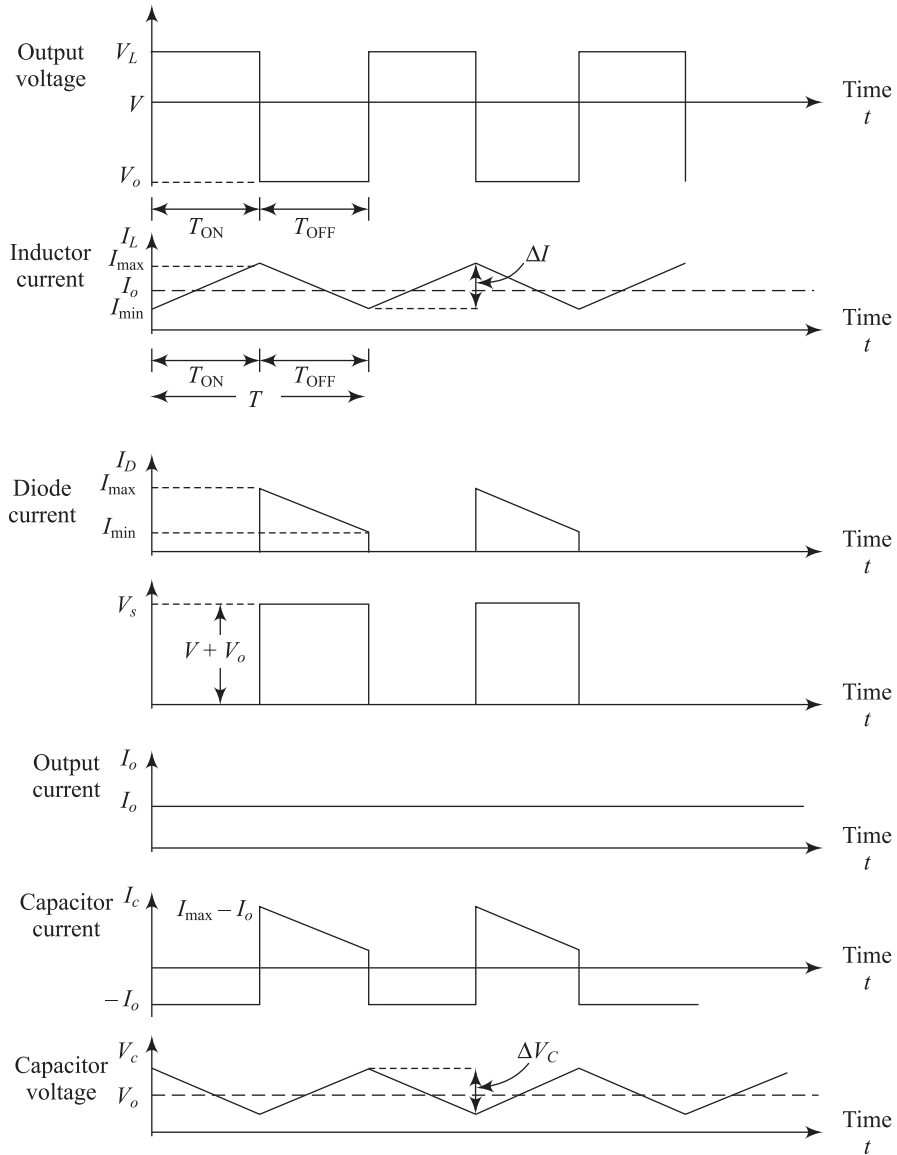 Output
voltage
V_L
V
V_o
Time
t
T_ON
T_OFF
Inductor
current
I_L
I_max
I_o
I_min
ΔI
Time
t
T_ON
T_OFF
T
Diode
current
I_D
I_max
I_min
Time
t
V_s
V + V_o
Time
t
Output
current
I_o
I_o
Time
t
Capacitor
current
I_c
I_max – I_o
– I_o
Time
t
Capacitor
voltage
V_c
V_o
ΔV_C
Time
t